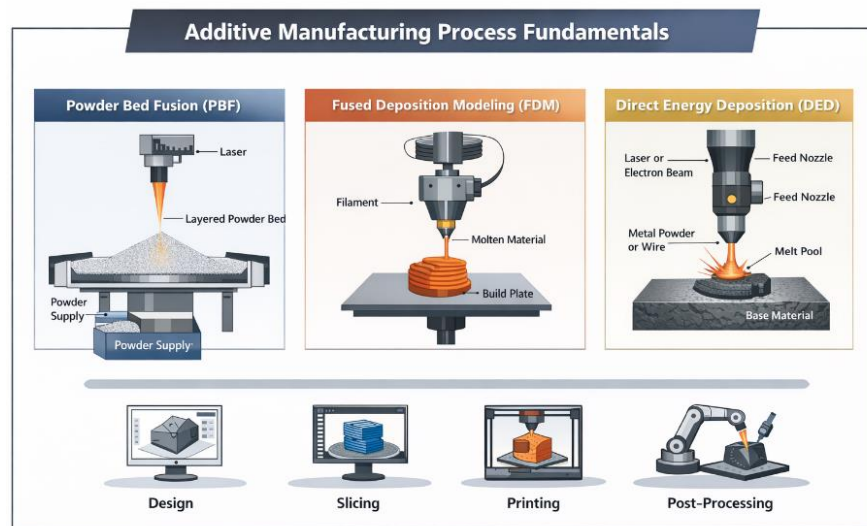 Additive Manufacturing Process Fundamentals
Powder Bed Fusion (PBF)
Laser
Layered Powder Bed
Powder
Supply
Powder Supply
Fused Deposition Modeling (FDM)
Filament
Molten Material
Build Plate
Direct Energy Deposition (DED)
Laser or
Electron Beam
Feed Nozzle
Feed Nozzle
Metal Powder
or Wire
Melt Pool
Base Material
Design
Slicing
Printing
Post-Processing